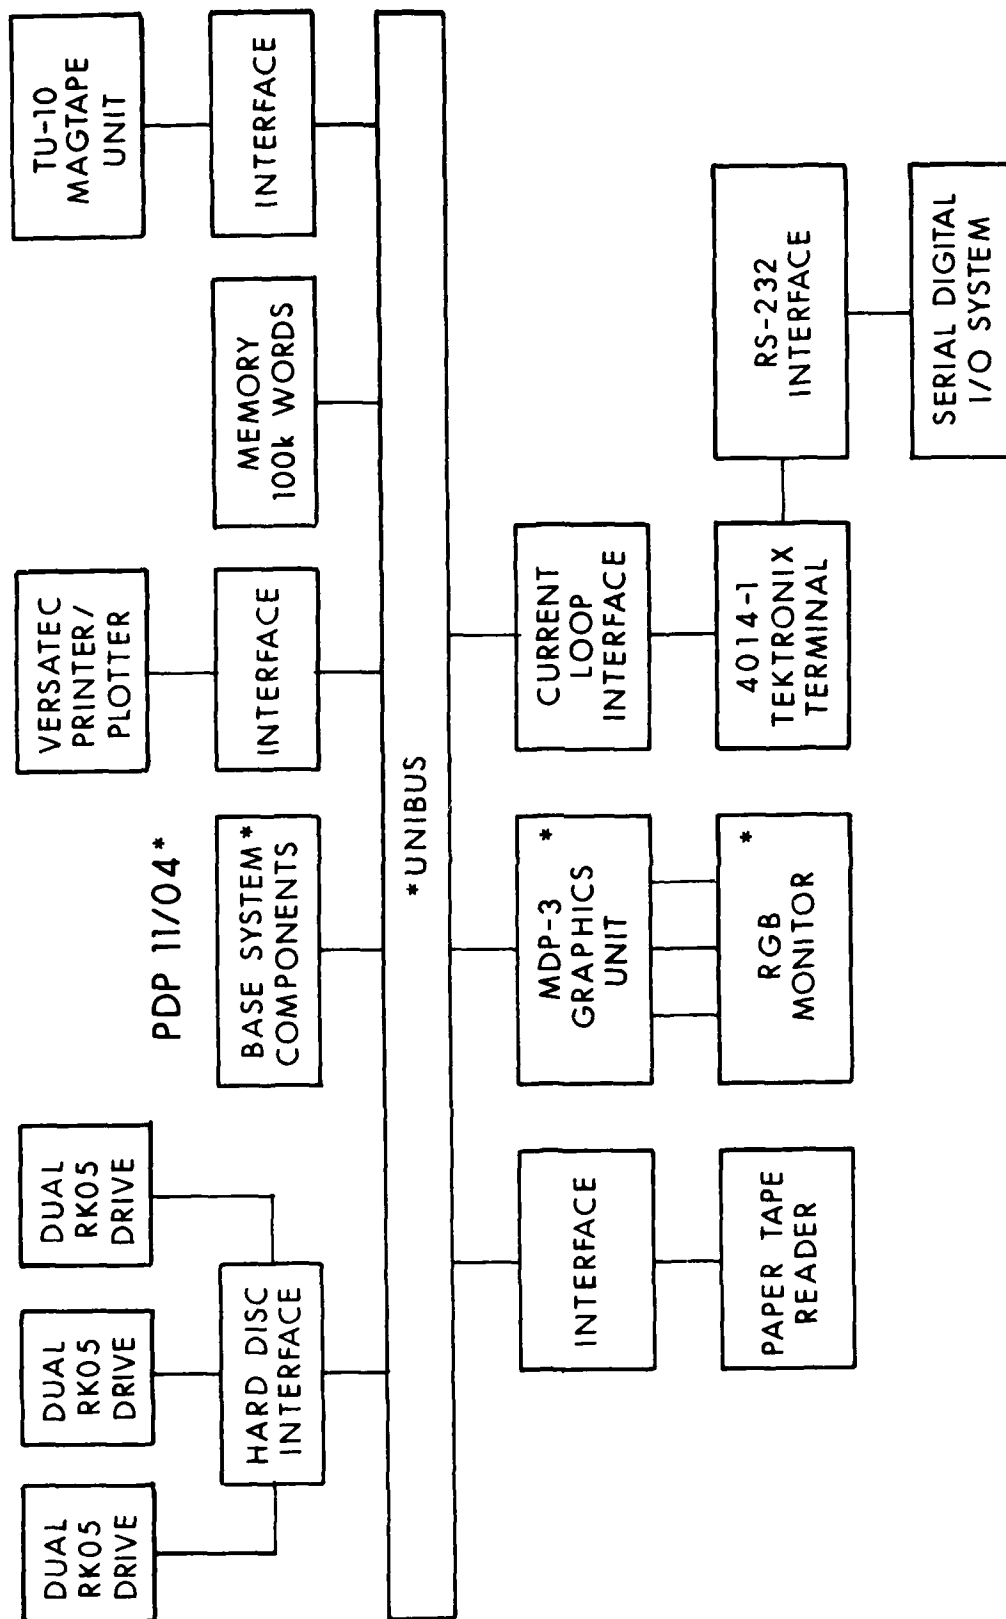 DUAL
RK05
DRIVE
DUAL
RK05
DRIVE
DUAL
RK05
DRIVE
HARD DISC
INTERFACE
PDP 11/04*
BASE SYSTEM*
COMPONENTS
VERSATEC
PRINTER/
PLOTTER
INTERFACE
MEMORY
100k WORDS
TU-10
MAGTAPE
UNIT
INTERFACE
*UNIBUS
INTERFACE
PAPER TAPE
READER
MDP-3 *
GRAPHICS
UNIT
RGB *
MONITOR
CURRENT
LOOP
INTERFACE
4014-1
TEKTRONIX
TERMINAL
RS-232
INTERFACE
SERIAL DIGITAL
I/O SYSTEM